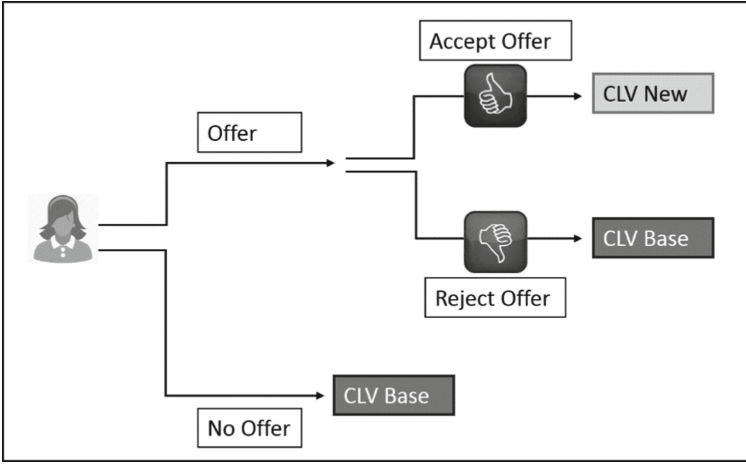 Accept Offer
CLV New
Offer
CLV Base
Reject Offer
CLV Base
No Offer